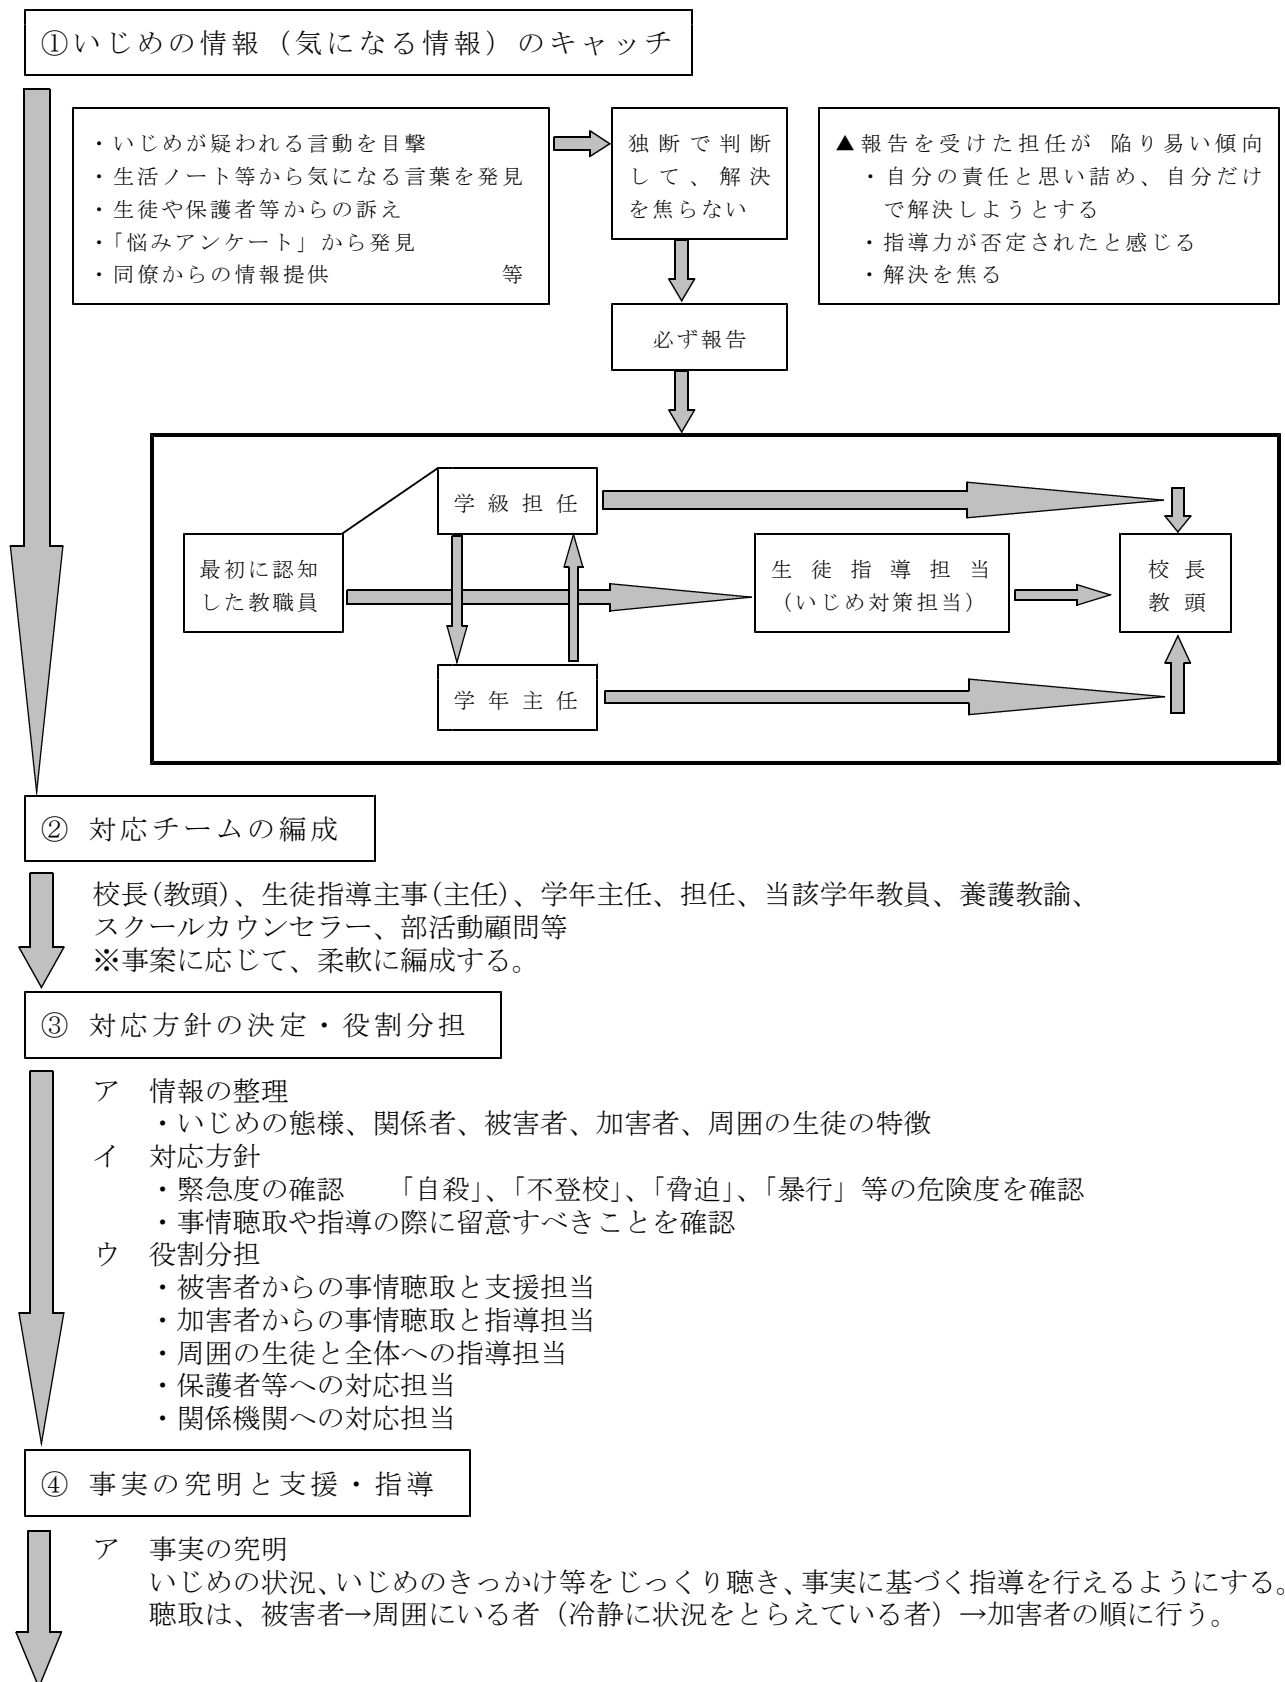 ①いじめの情報（気になる情報）のキャッチ
・いじめが疑われる言動を目撃
・生活ノート等から気になる言葉を発見
・生徒や保護者等からの訴え
・「悩みアンケート」から発見
・同僚からの情報提供　　　　　　　等
独断で判断
して、解決
を焦らない
▲報告を受けた担任が 陥り易い傾向
・自分の責任と思い詰め、自分だけ
で解決しようとする
・指導力が否定されたと感じる
・解決を焦る
必ず報告
学級担任
最初に認知
した教職員
生徒指導担当
（いじめ対策担当）
校長
教頭
学年主任
② 対応チームの編成
校長(教頭)、生徒指導主事(主任)、学年主任、担任、当該学年教員、養護教諭、
スクールカウンセラー、部活動顧問等
※事案に応じて、柔軟に編成する。
③ 対応方針の決定・役割分担
ア　情報の整理
・いじめの態様、関係者、被害者、加害者、周囲の生徒の特徴
イ　対応方針
・緊急度の確認　「自殺」、「不登校」、「脅迫」、「暴行」等の危険度を確認
・事情聴取や指導の際に留意すべきことを確認
ウ　役割分担
・被害者からの事情聴取と支援担当
・加害者からの事情聴取と指導担当
・周囲の生徒と全体への指導担当
・保護者等への対応担当
・関係機関への対応担当
④ 事実の究明と支援・指導
ア　事実の究明
いじめの状況、いじめのきっかけ等をじっくり聴き、事実に基づく指導を行えるようにする。
聴取は、被害者→周囲にいる者（冷静に状況をとらえている者）→加害者の順に行う。